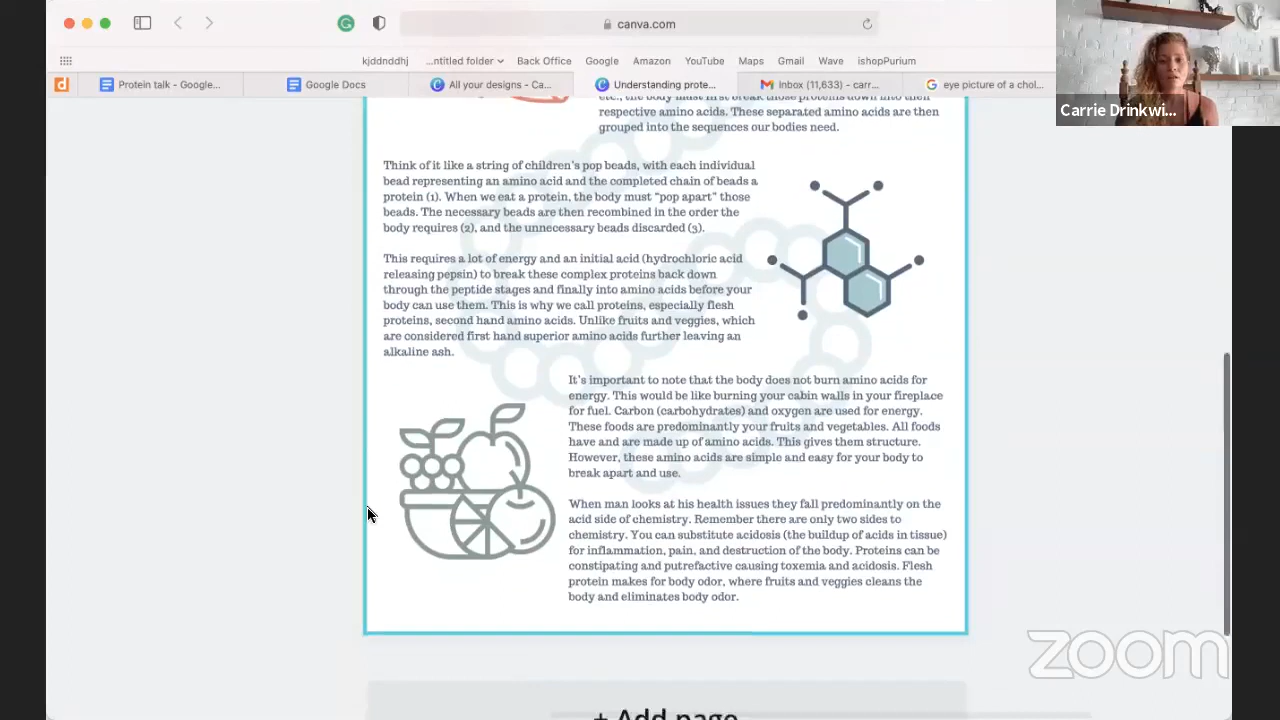 canva.com
kjddnddhj
...ntitled folder
Back Office
Google
Amazon
YouTube
Maps
Gmail
Wave
ishopPurium
Protein talk - Google...
Google Docs
All your designs - Ca...
Understanding prote...
Inbox (11,633) - carr...
eye picture of a chol...
Carrie Drinkwi...
etc., the body must first break those proteins down into their
respective amino acids. These separated amino acids are then
grouped into the sequences our bodies need.
Think of it like a string of children's pop beads, with each individual
bead representing an amino acid and the completed chain of beads a
protein (1). When we eat a protein, the body must "pop apart" those
beads. The necessary beads are then recombined in the order the
body requires (2), and the unnecessary beads discarded (3).
This requires a lot of energy and an initial acid (hydrochloric acid
releasing pepsin) to break these complex proteins back down
through the peptide stages and finally into amino acids before your
body can use them. This is why we call proteins, especially flesh
proteins, second hand amino acids. Unlike fruits and veggies, which
are considered first hand superior amino acids further leaving an
alkaline ash.
It's important to note that the body does not burn amino acids for
energy. This would be like burning your cabin walls in your fireplace
for fuel. Carbon (carbohydrates) and oxygen are used for energy.
These foods are predominantly your fruits and vegetables. All foods
have and are made up of amino acids. This gives them structure.
However, these amino acids are simple and easy for your body to
break apart and use.
When man looks at his health issues they fall predominantly on the
acid side of chemistry. Remember there are only two sides to
chemistry. You can substitute acidosis (the buildup of acids in tissue)
for inflammation, pain, and destruction of the body. Proteins can be
constipating and putrefactive causing toxemia and acidosis. Flesh
protein makes for body odor, where fruits and veggies cleans the
body and eliminates body odor.
zoom
+ Add page